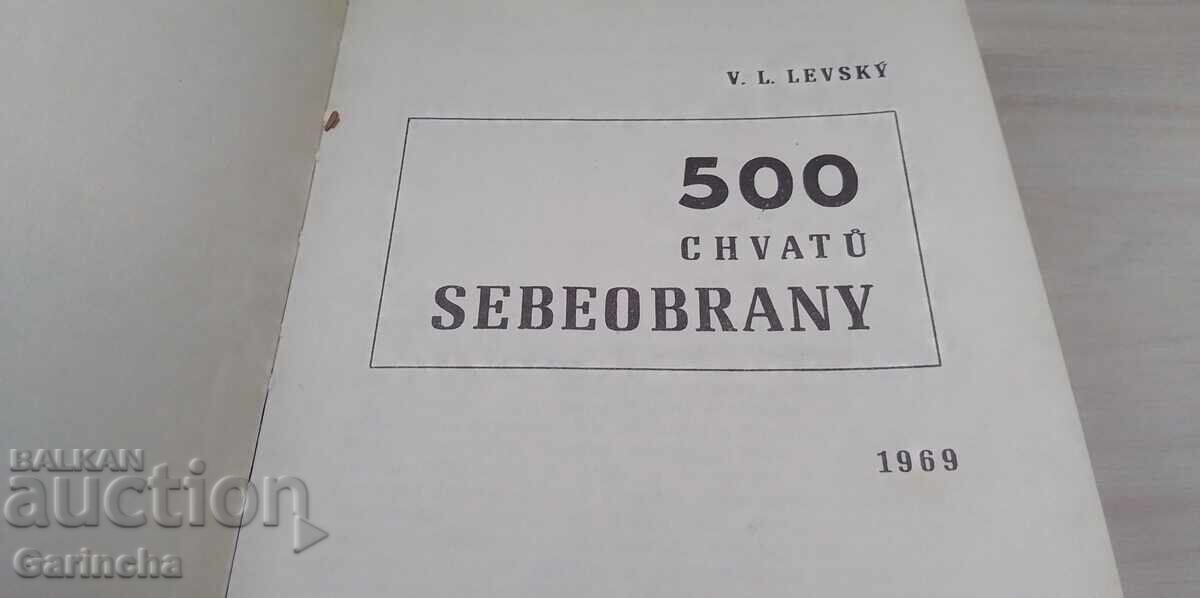 V. L. LEVSKÝ
500
CHVATŮ
SEBEOBRANY
1969
BALKAN
auction
Garincha